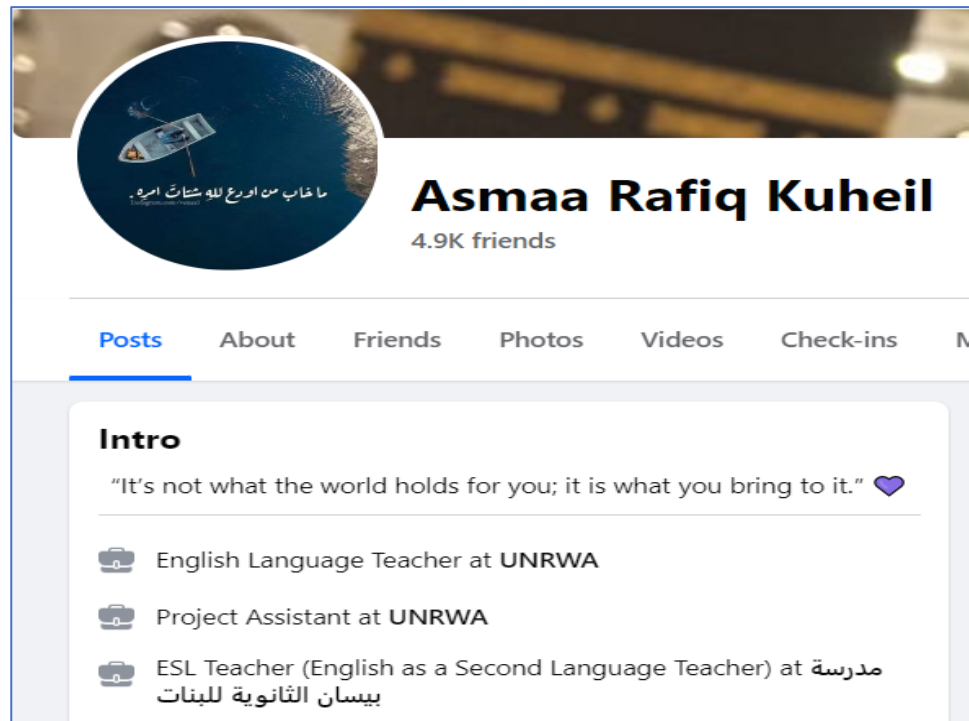 ما خاب من اودع للهِ شتاتَ امرِه .
Asmaa Rafiq Kuheil
4.9K friends
Posts About Friends Photos Videos Check-ins
Intro
“It’s not what the world holds for you; it is what you bring to it.” 💜
English Language Teacher at UNRWA
Project Assistant at UNRWA
ESL Teacher (English as a Second Language Teacher) at مدرسة
بيسان الثانوية للبنات